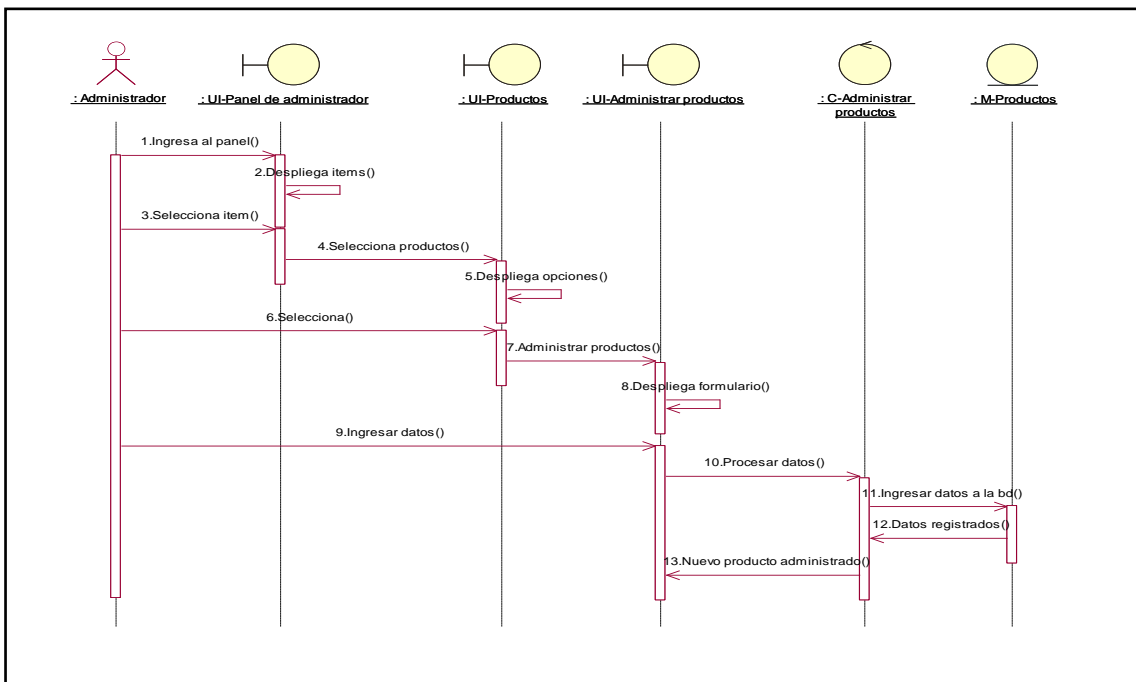 : Administrador
: UI-Panel de administrador
: UI-Productos
: UI-Administrar productos
: C-Administrar
productos
: M-Productos
1.Ingresa al panel()
2.Despliega items()
3.Selecciona item()
4.Selecciona productos()
5.Despliega opciones()
6.Selecciona()
7.Administrar productos()
8.Despliega formulario()
9.Ingresar datos()
10.Procesar datos()
11.Ingresar datos a la bd()
12.Datos registrados()
13.Nuevo producto administrado()